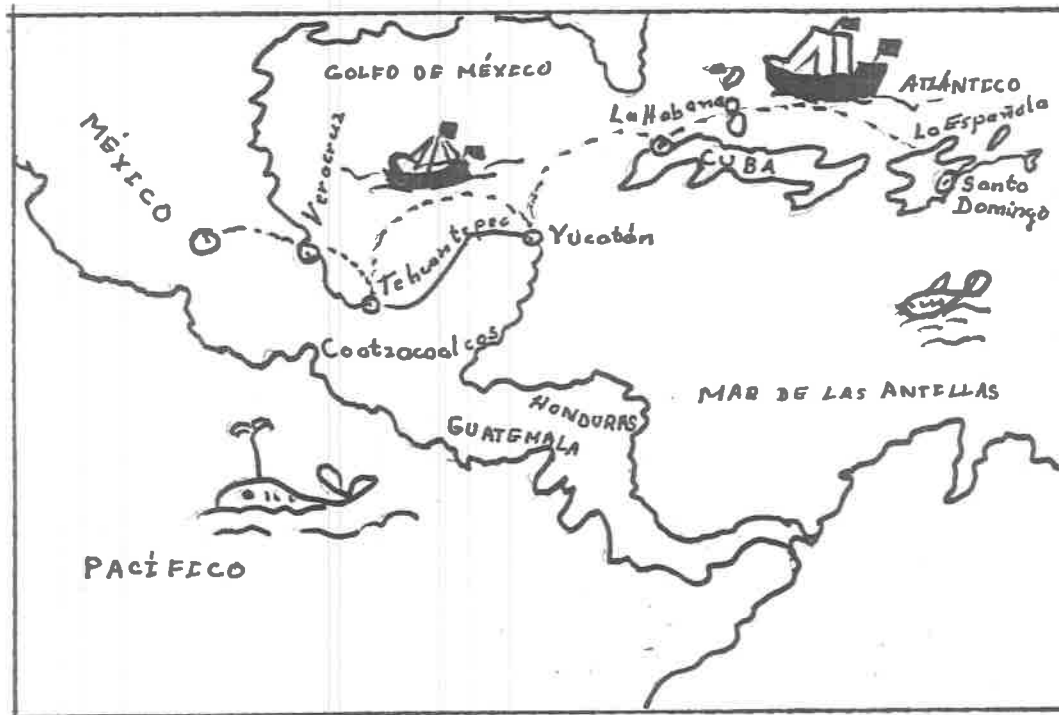 GOLFO DE MÉXICO
ATLÁNTICO
La Habana
La Española
MÉXICO
Veracruz
CUBA
Santo
Domingo
Tehuantepec
Yucatán
Coatzacoalcos
MAR DE LAS ANTILLAS
HONDURAS
GUATEMALA
PACÍFICO